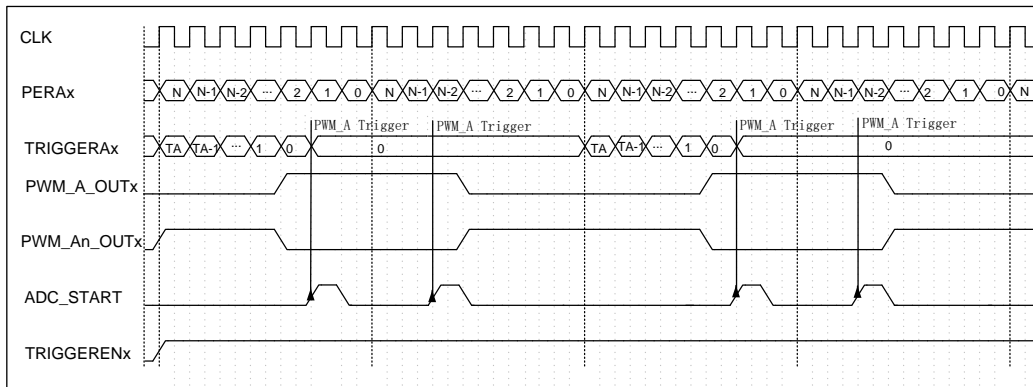 CLK
PERAx N N-1 N-2 ... 2 1 0 N N-1 N-2 ... 2 1 0 N N-1 N-2 ... 2 1 0 N N-1 N-2 ... 2 1 0 N
PWM_A Trigger PWM_A Trigger PWM_A Trigger PWM_A Trigger
TRIGGERAx TA TA-1 ... 1 0 0 TA TA-1 ... 1 0 0
PWM_A_OUTx
PWM_An_OUTx
ADC_START
TRIGGERENx